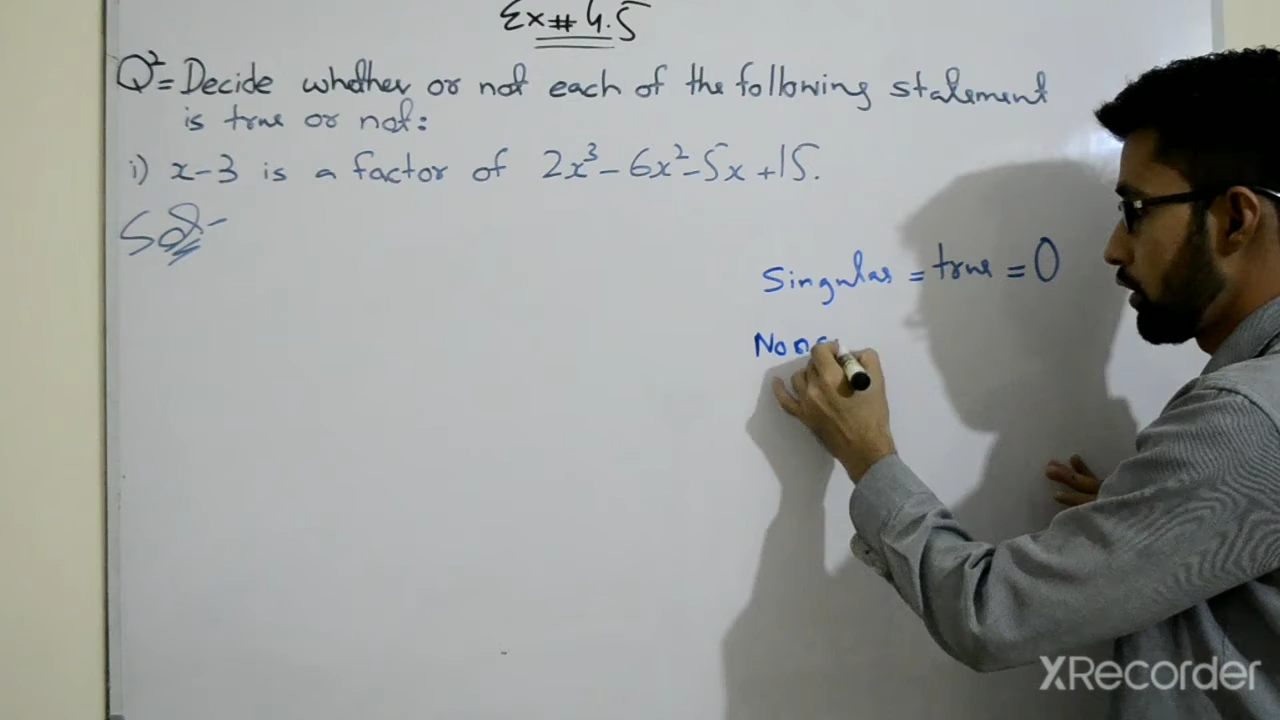 Ex # 4.5
Q2= Decide whether or not each of the following statement
is true or not:
i) x-3 is a factor of 2x³ - 6x² - 5x + 15.
Sol-
Singular = true = 0
Nons
XRecorder